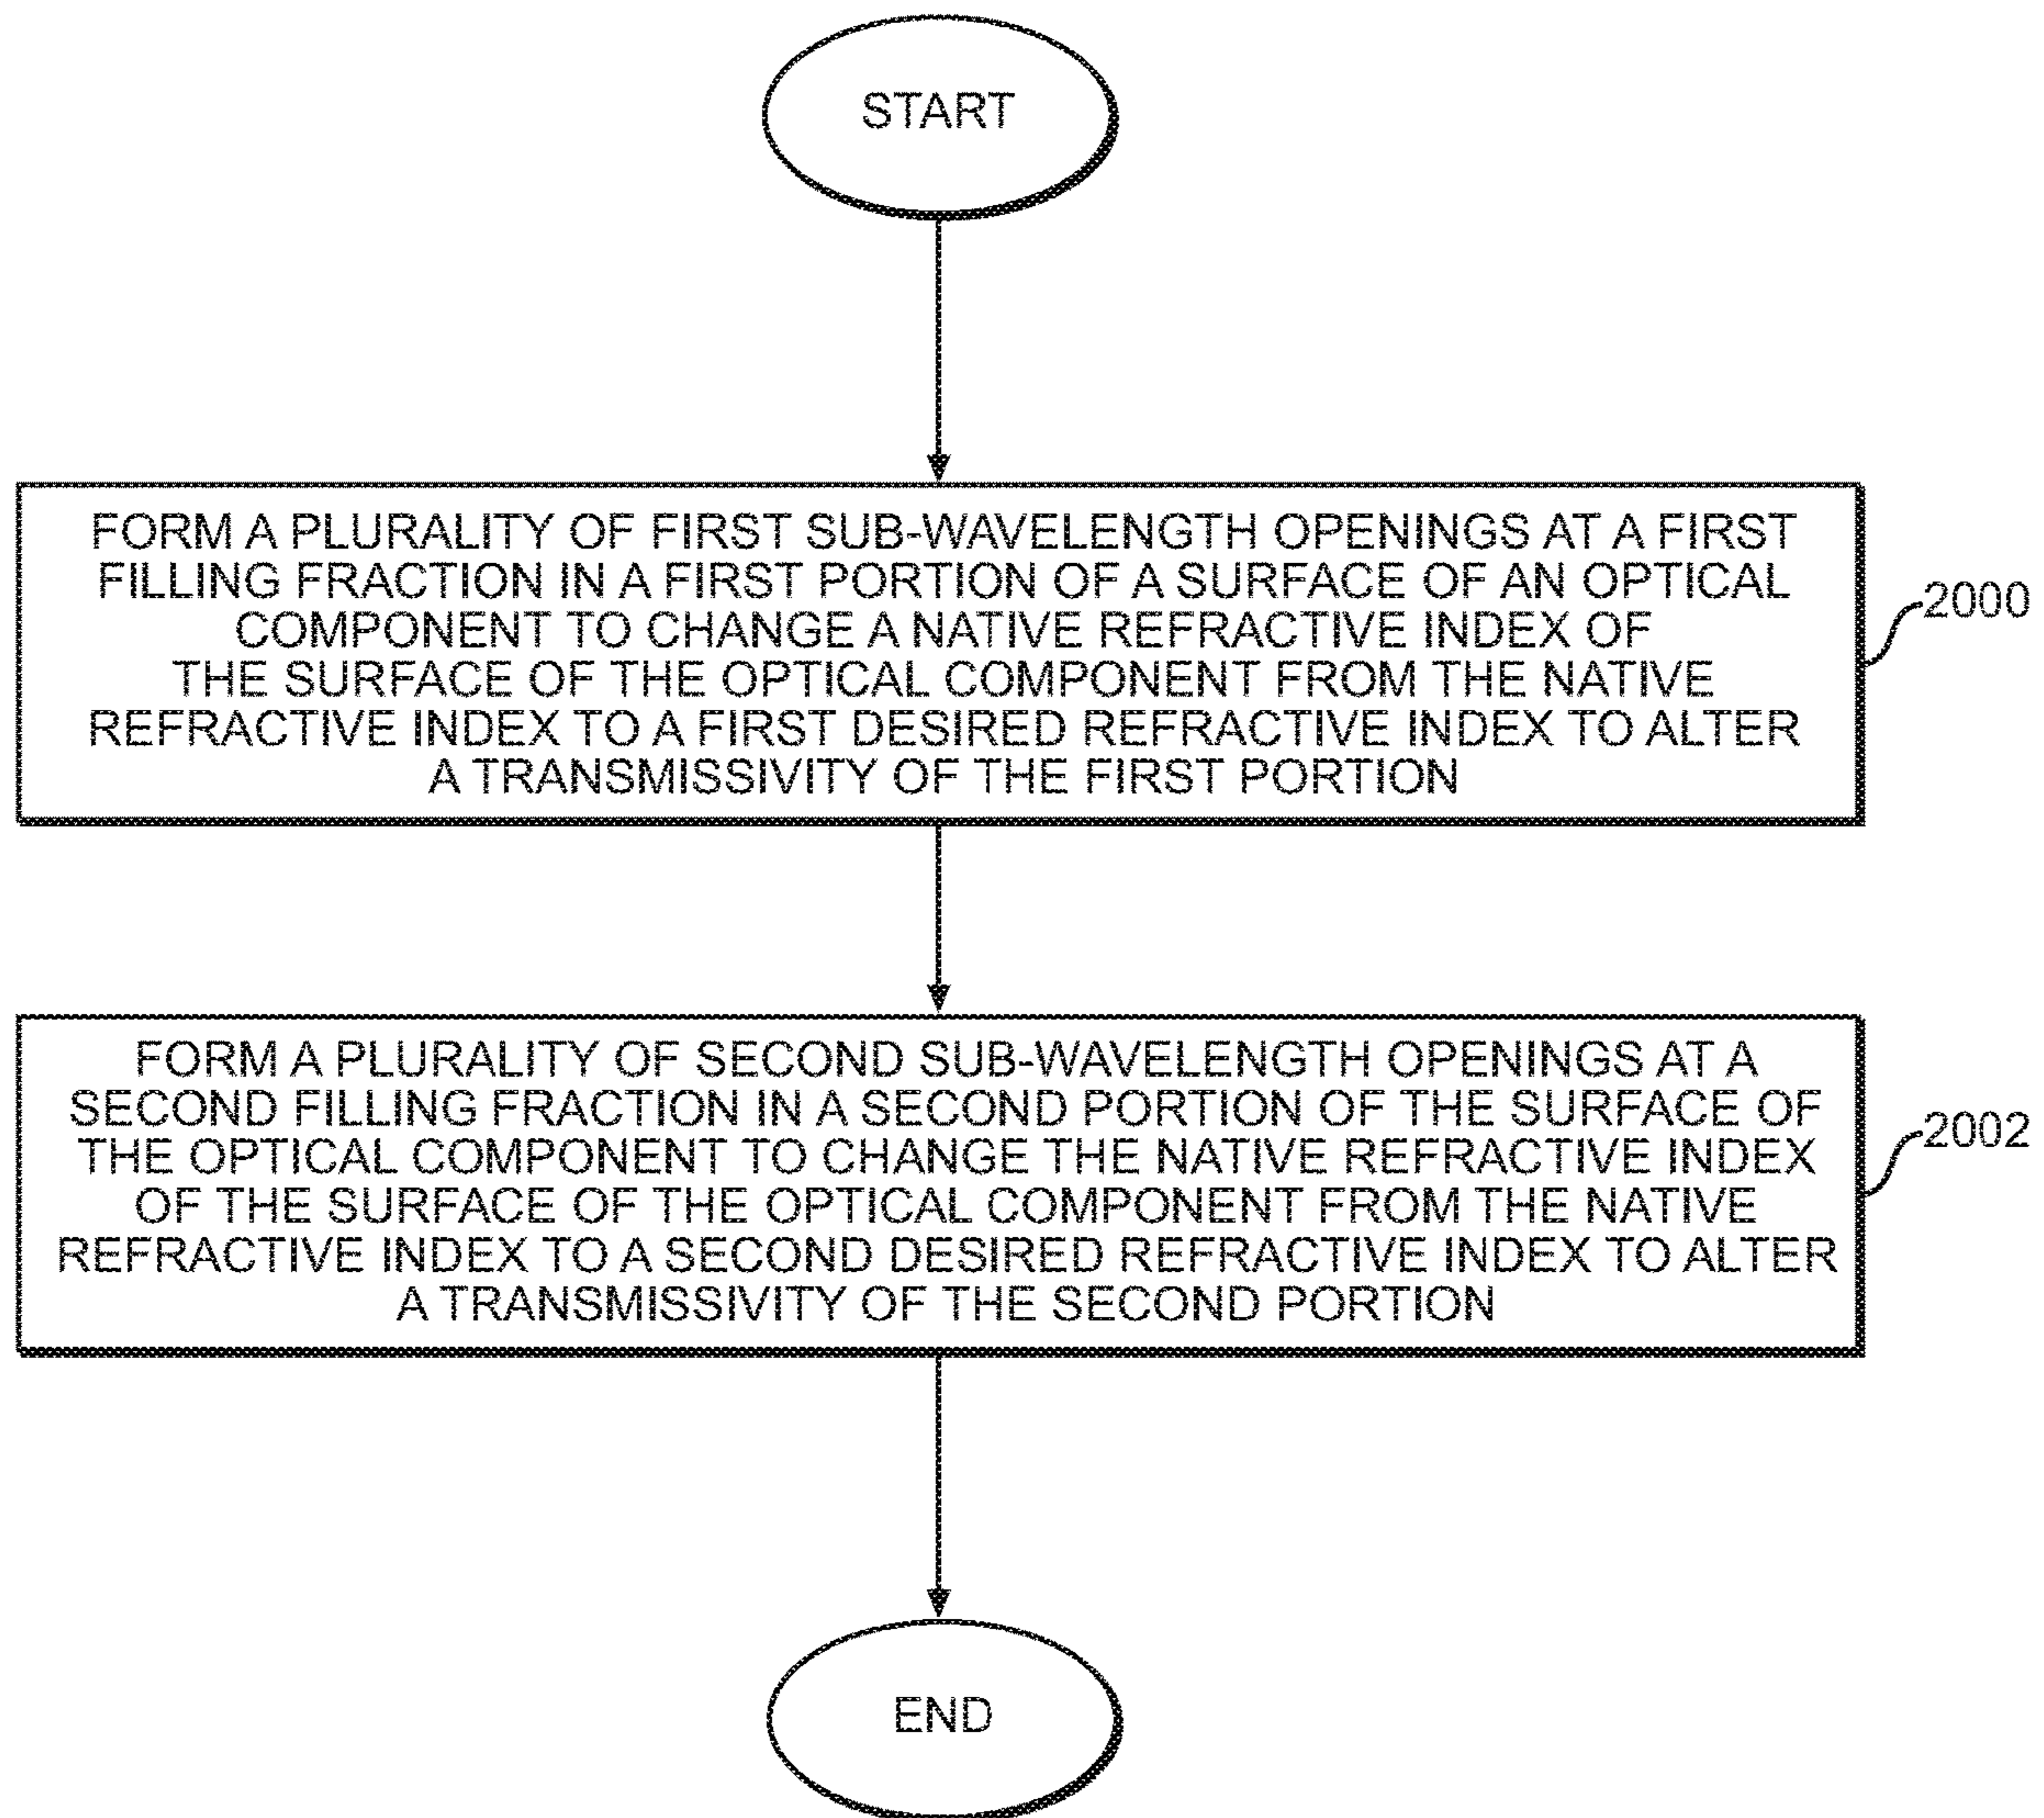 START
FORM A PLURALITY OF FIRST SUB-WAVELENGTH OPENINGS AT A FIRST
FILLING FRACTION IN A FIRST PORTION OF A SURFACE OF AN OPTICAL
COMPONENT TO CHANGE A NATIVE REFRACTIVE INDEX OF
THE SURFACE OF THE OPTICAL COMPONENT FROM THE NATIVE
REFRACTIVE INDEX TO A FIRST DESIRED REFRACTIVE INDEX TO ALTER
A TRANSMISSIVITY OF THE FIRST PORTION
2000
FORM A PLURALITY OF SECOND SUB-WAVELENGTH OPENINGS AT A
SECOND FILLING FRACTION IN A SECOND PORTION OF THE SURFACE OF
THE OPTICAL COMPONENT TO CHANGE THE NATIVE REFRACTIVE INDEX
OF THE SURFACE OF THE OPTICAL COMPONENT FROM THE NATIVE
REFRACTIVE INDEX TO A SECOND DESIRED REFRACTIVE INDEX TO ALTER
A TRANSMISSIVITY OF THE SECOND PORTION
2002
END